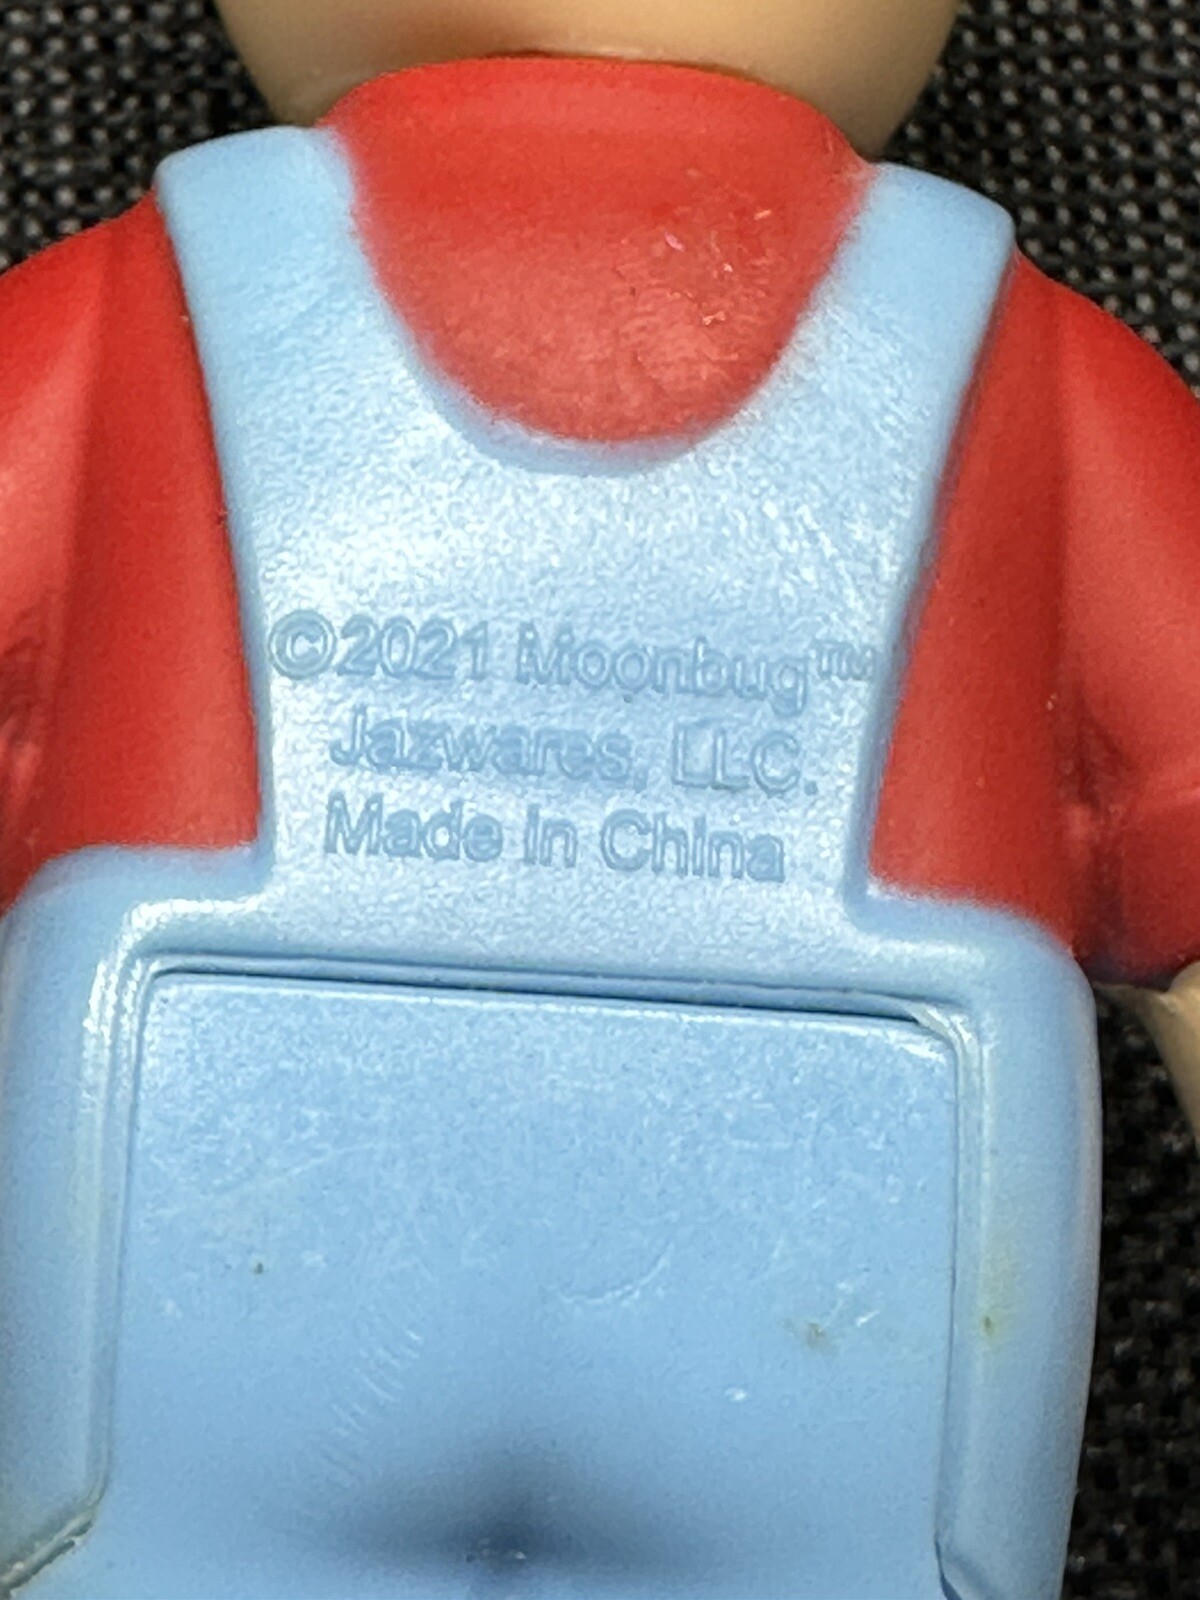 ©2021 Moonbug™
Jazwares, LLC.
Made in China